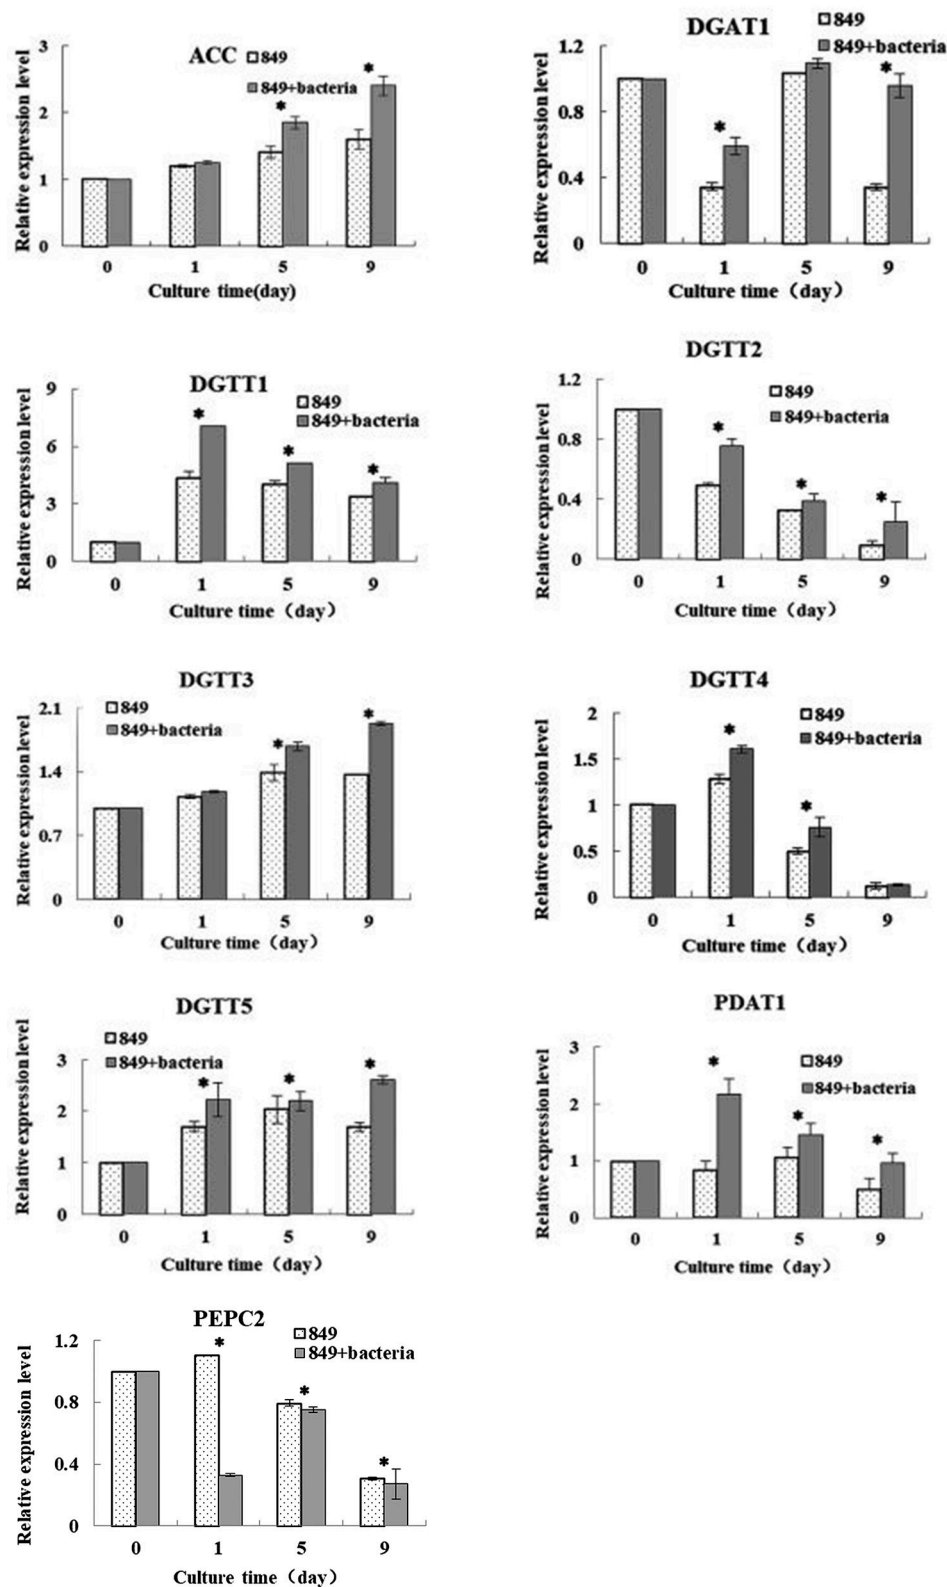 ACC
849
849+bacteria
Relative expression level
3
2
1
0
*
*
0 1 5 9
Culture time(day)
DGAT1
849
849+bacteria
Relative expression level
1.2
0.8
0.4
0
*
*
0 1 5 9
Culture time（day）
DGTT1
849
849+bacteria
Relative expression level
9
6
3
0
*
*
*
0 1 5 9
Culture time（day）
DGTT2
849
849+bacteria
Relative expression level
1.2
0.8
0.4
0
*
*
*
0 1 5 9
Culture time（day）
DGTT3
849
849+bacteria
Relative expression level
2.1
1.4
0.7
0
*
*
0 1 5 9
Culture time（day）
DGTT4
849
849+bacteria
Relative expression level
2
1.5
1
0.5
0
*
*
0 1 5 9
Culture time（day）
DGTT5
849
849+bacteria
Relative expression level
3
2
1
0
*
*
*
0 1 5 9
Culture time（day）
PDAT1
849
849+bacteria
Relative expression level
3
2
1
0
*
*
*
0 1 5 9
Culture time（day）
PEPC2
849
849+bacteria
Relative expression level
1.2
0.8
0.4
0
*
*
*
0 1 5 9
Culture time（day）